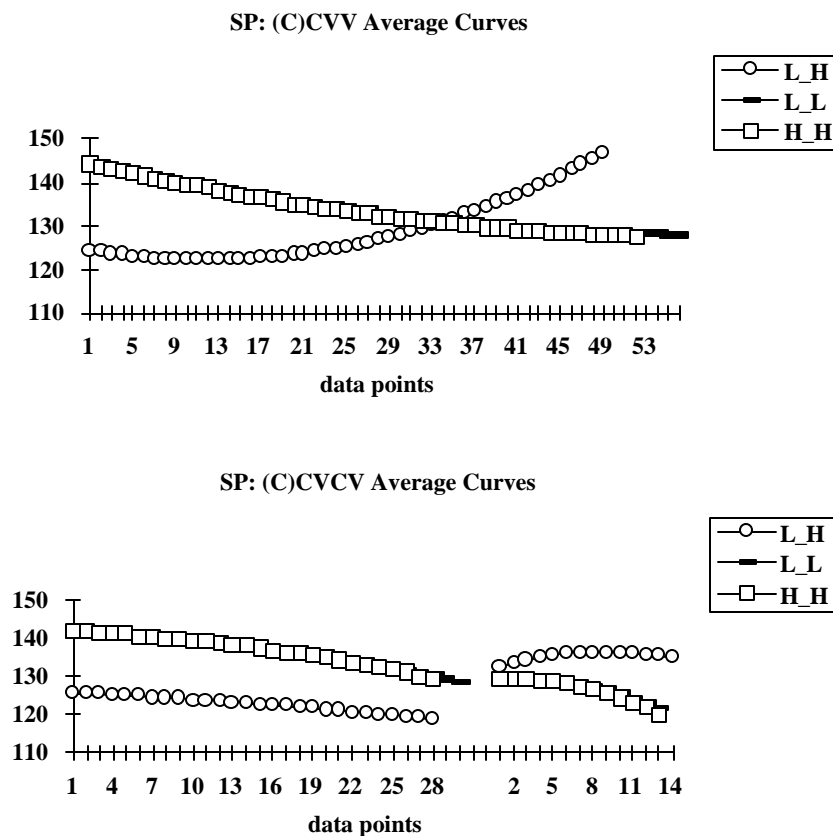 SP: (C)CVV Average Curves
L_H
L_L
H_H
150
140
130
120
110
1 5 9 13 17 21 25 29 33 37 41 45 49 53
data points
SP: (C)CVCV Average Curves
L_H
L_L
H_H
150
140
130
120
110
1 4 7 10 13 16 19 22 25 28 2 5 8 11 14
data points